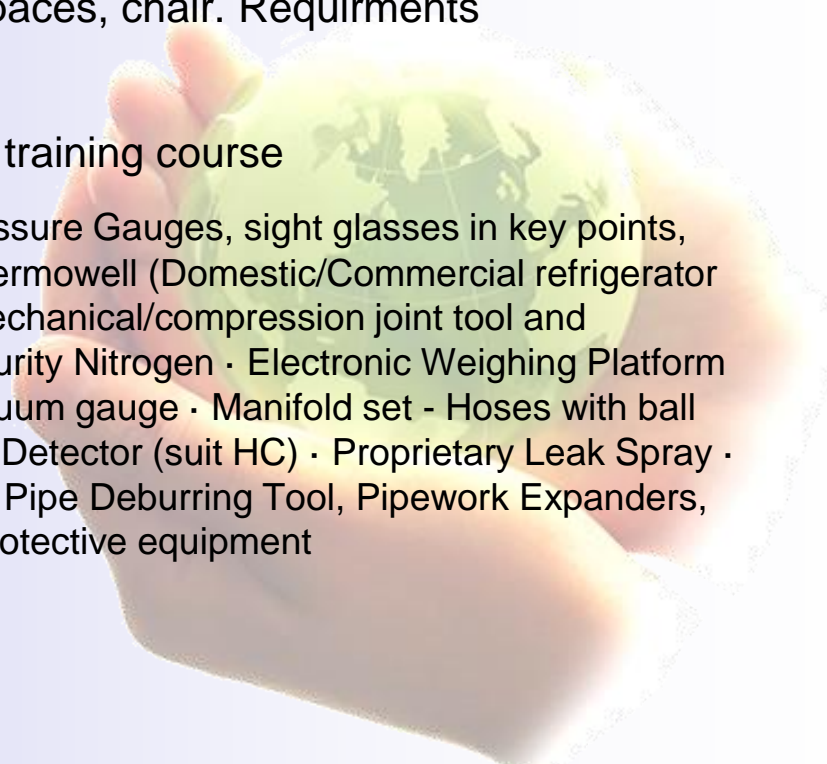 paces, chair. Requirments
training course
ssure Gauges, sight glasses in key points,
ermowell (Domestic/Commercial refrigerator
echanical/compression joint tool and
urity Nitrogen · Electronic Weighing Platform
uum gauge · Manifold set - Hoses with ball
Detector (suit HC) · Proprietary Leak Spray ·
Pipe Deburring Tool, Pipework Expanders,
otective equipment